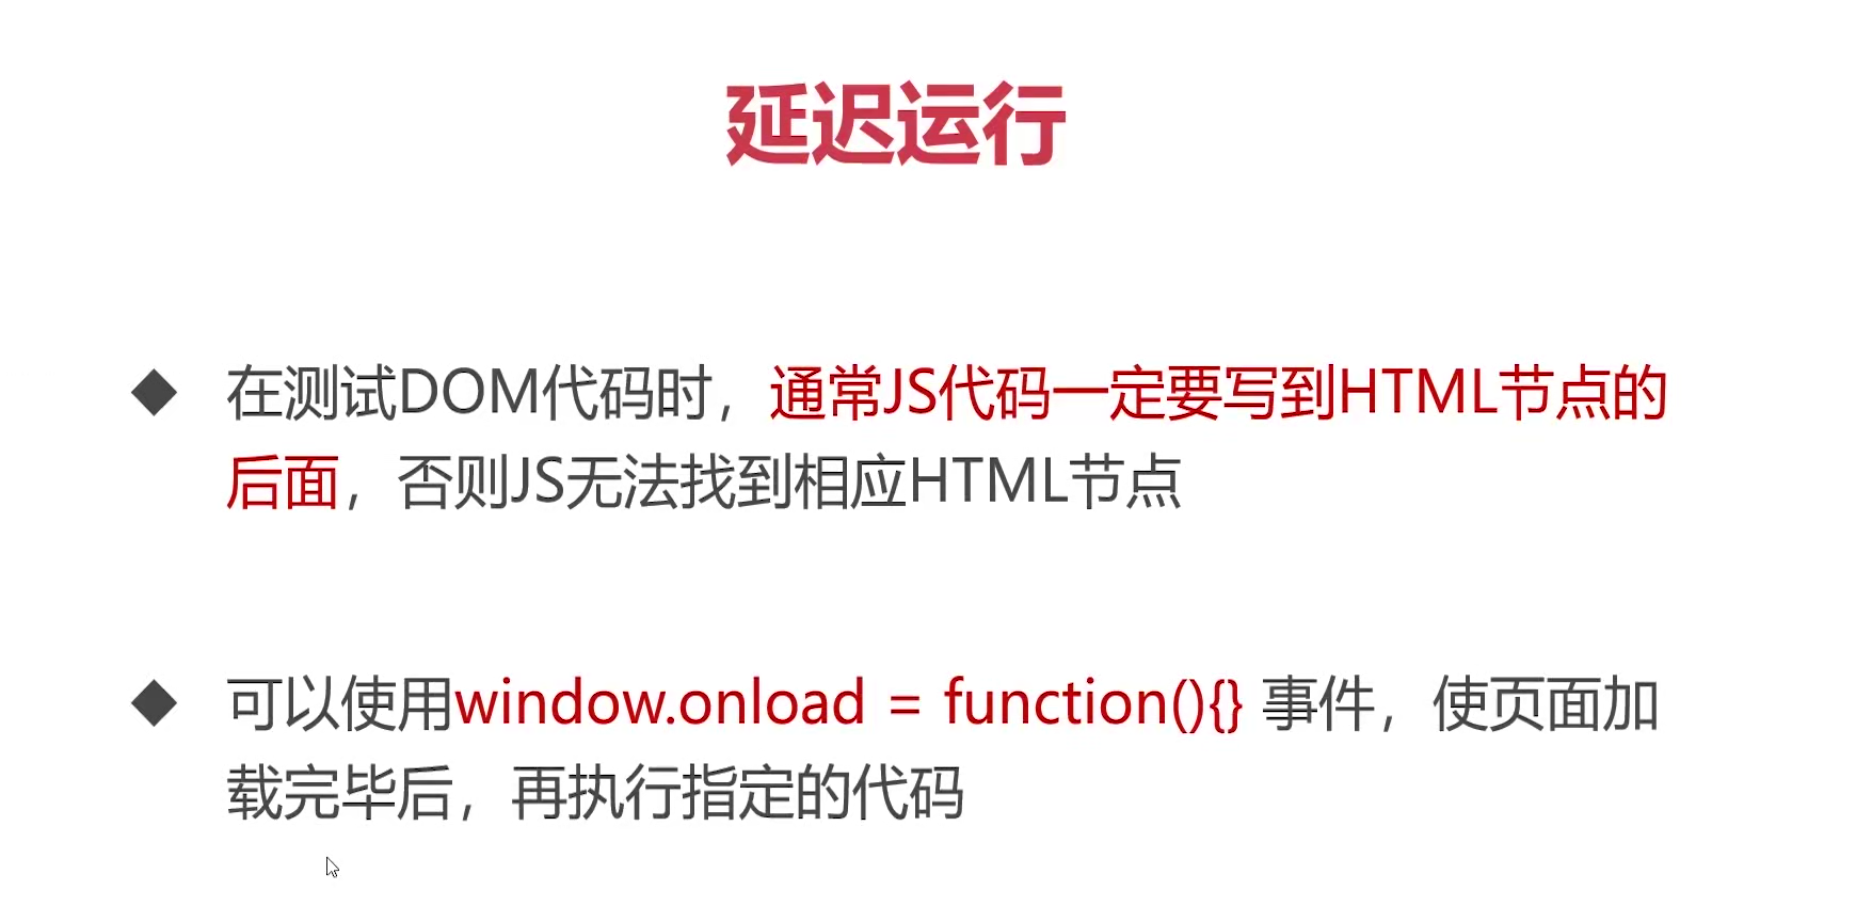 延迟运行
在测试DOM代码时，通常JS代码一定要写到HTML节点的
后面，否则JS无法找到相应HTML节点
可以使用window.onload = function(){} 事件，使页面加
载完毕后，再执行指定的代码